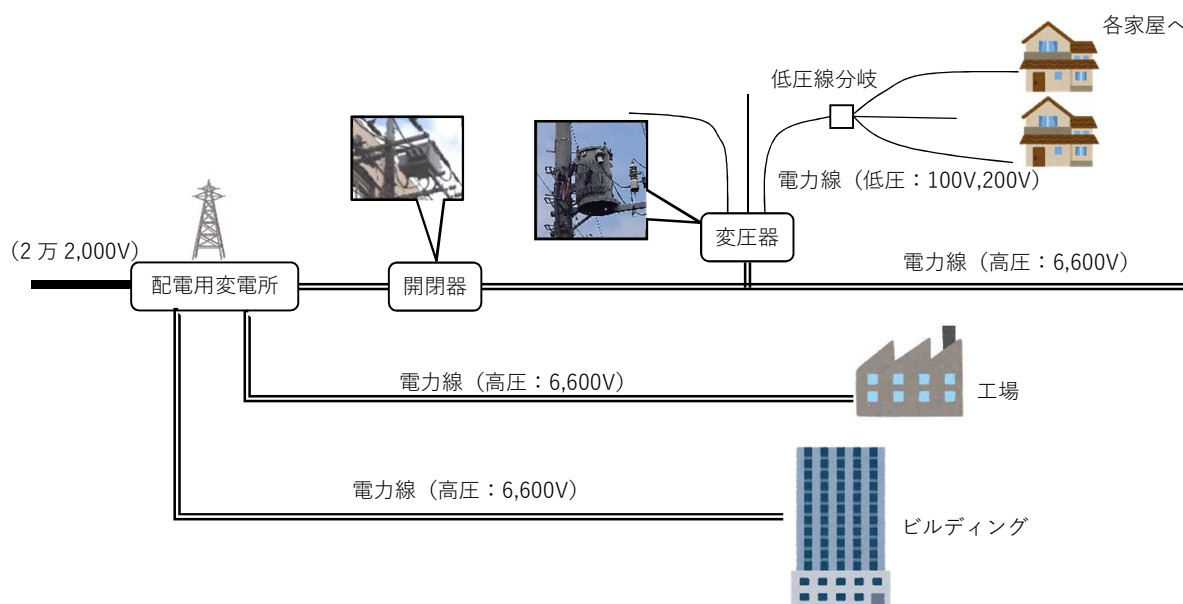 各家屋へ
低圧線分岐
電力線（低圧：100V,200V）
変圧器
(2 万 2,000V)
配電用変電所
開閉器
電力線（高圧：6,600V）
電力線（高圧：6,600V）
工場
電力線（高圧：6,600V）
ビルディング